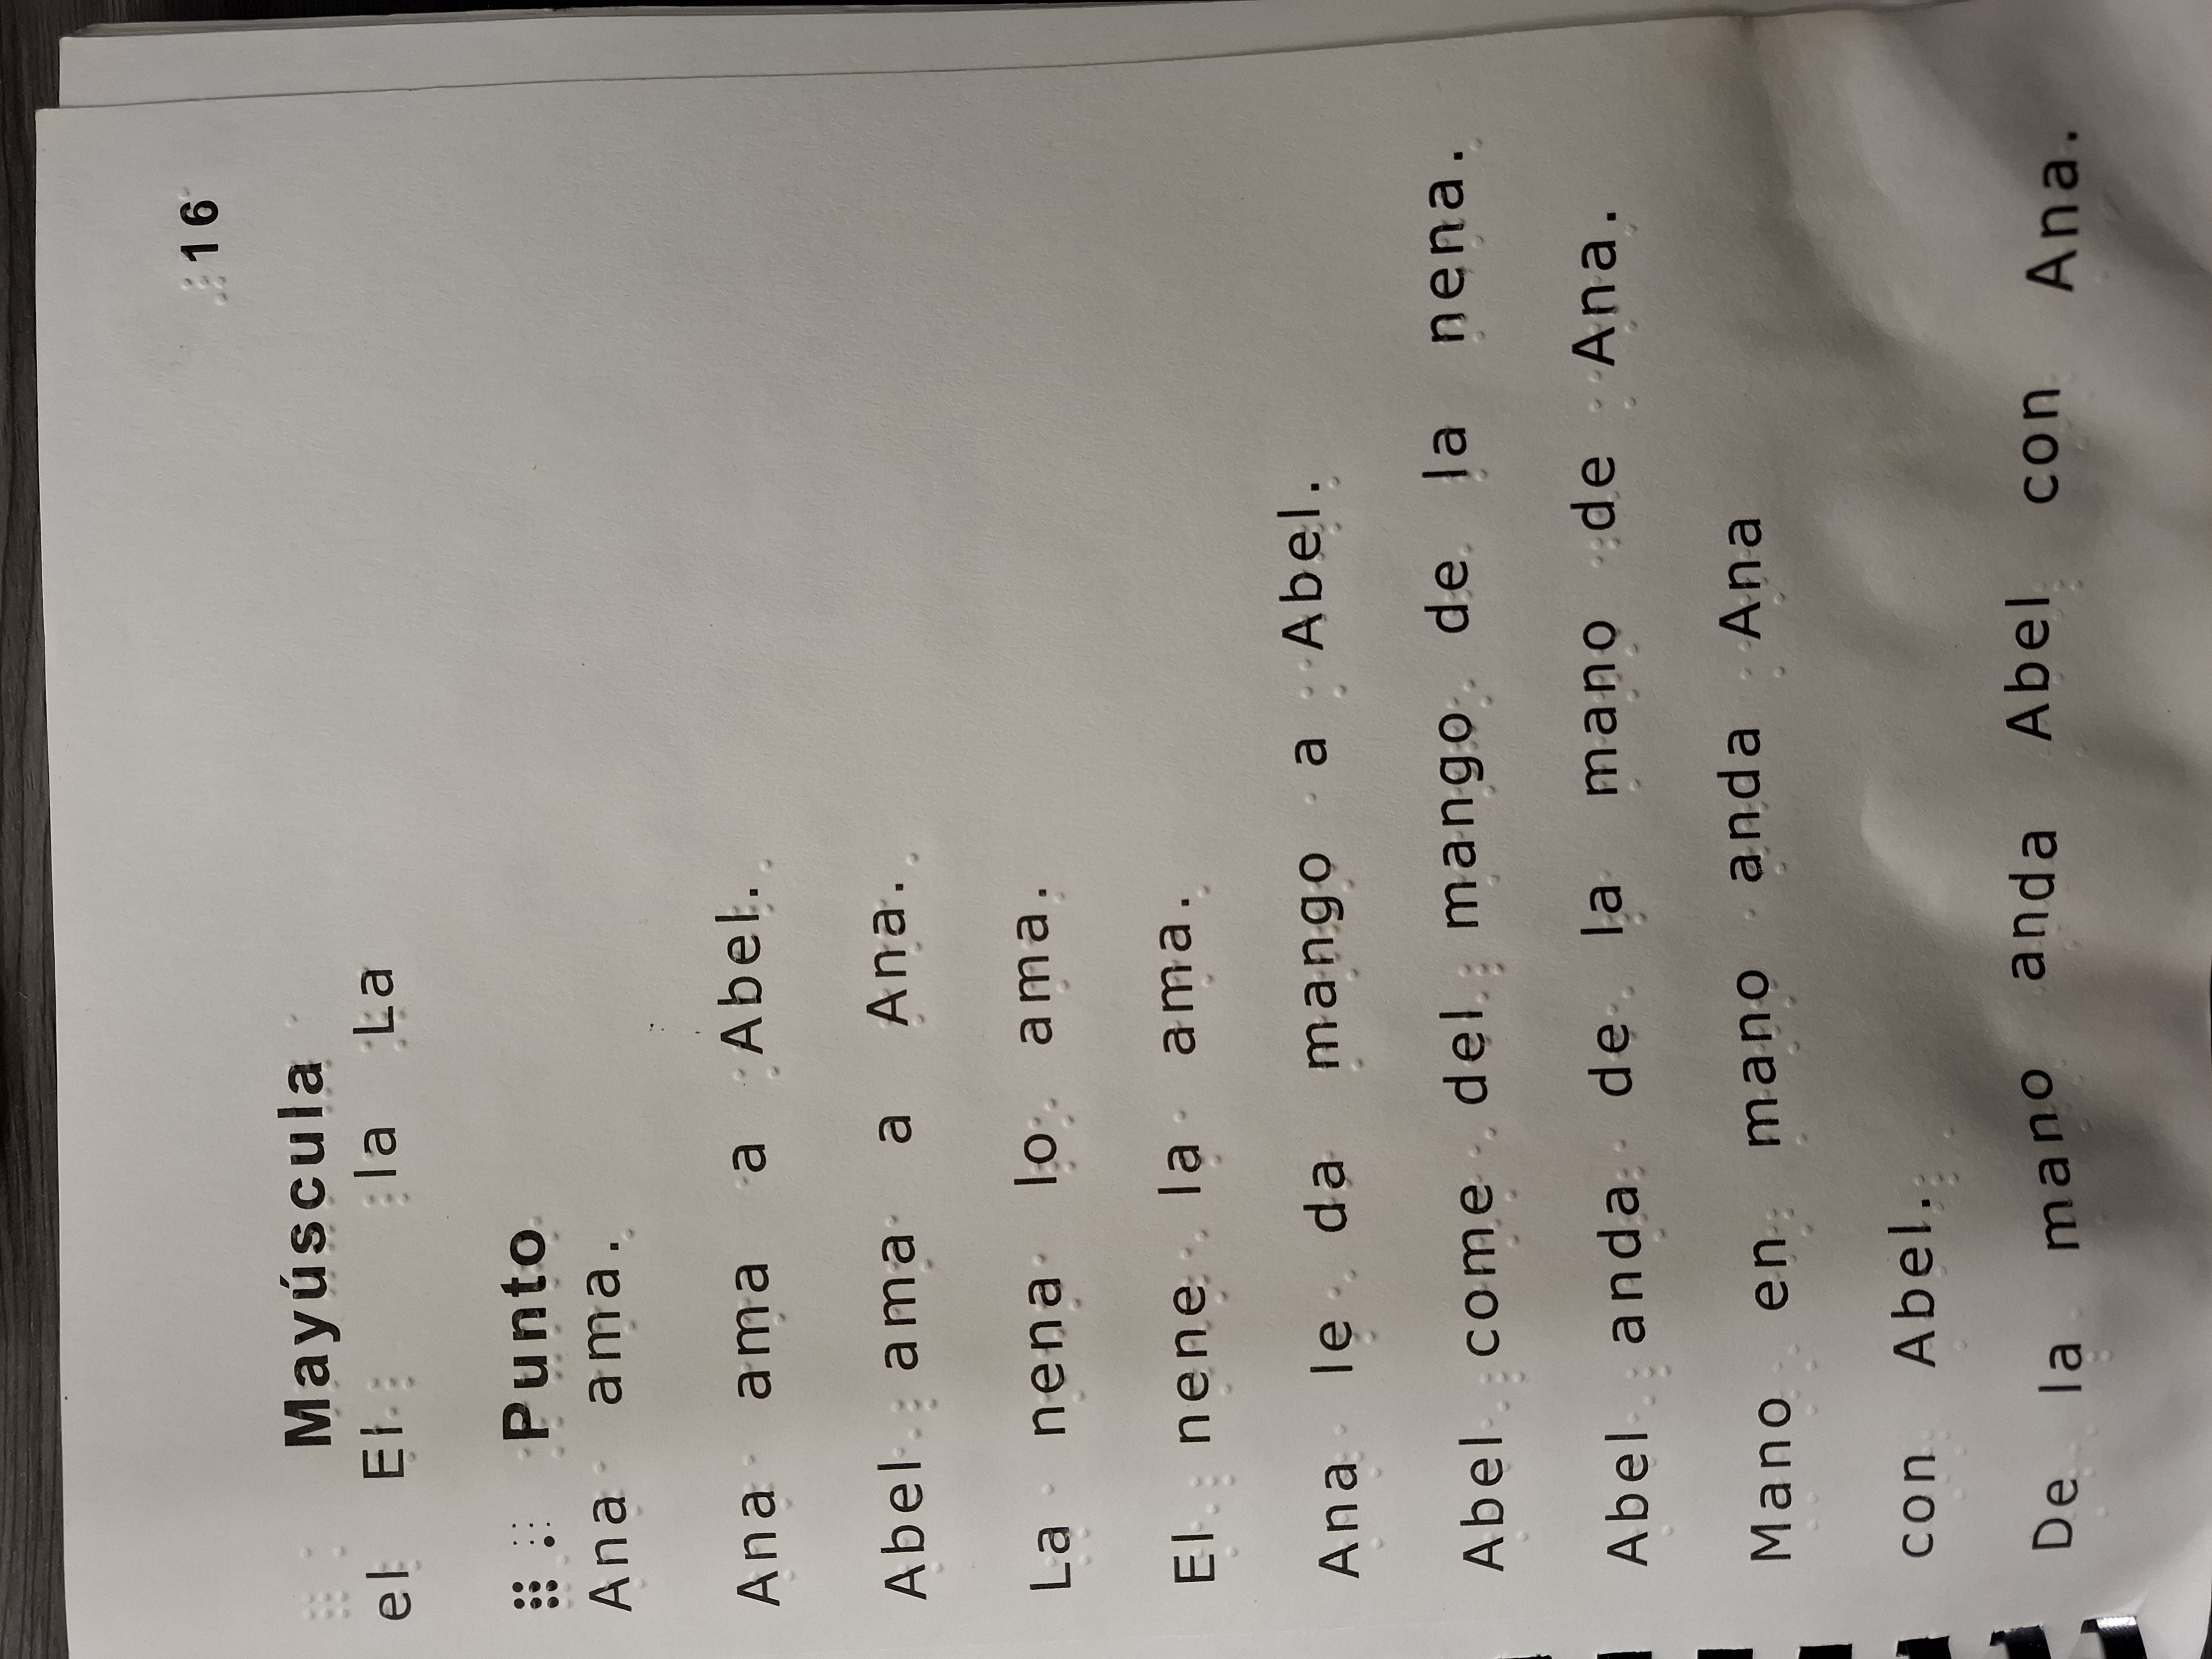 16
Mayúscula
el El la La
⠿ ⠄ Punto
Ana ama.
Ana ama a Abel.
Abel ama a Ana.
La nena lo ama.
El nene la ama.
Ana le da mango a Abel.
Abel come del mango de la nena.
Abel anda de la mano de Ana.
Mano en mano anda Ana
con Abel.
De la mano anda Abel con Ana.